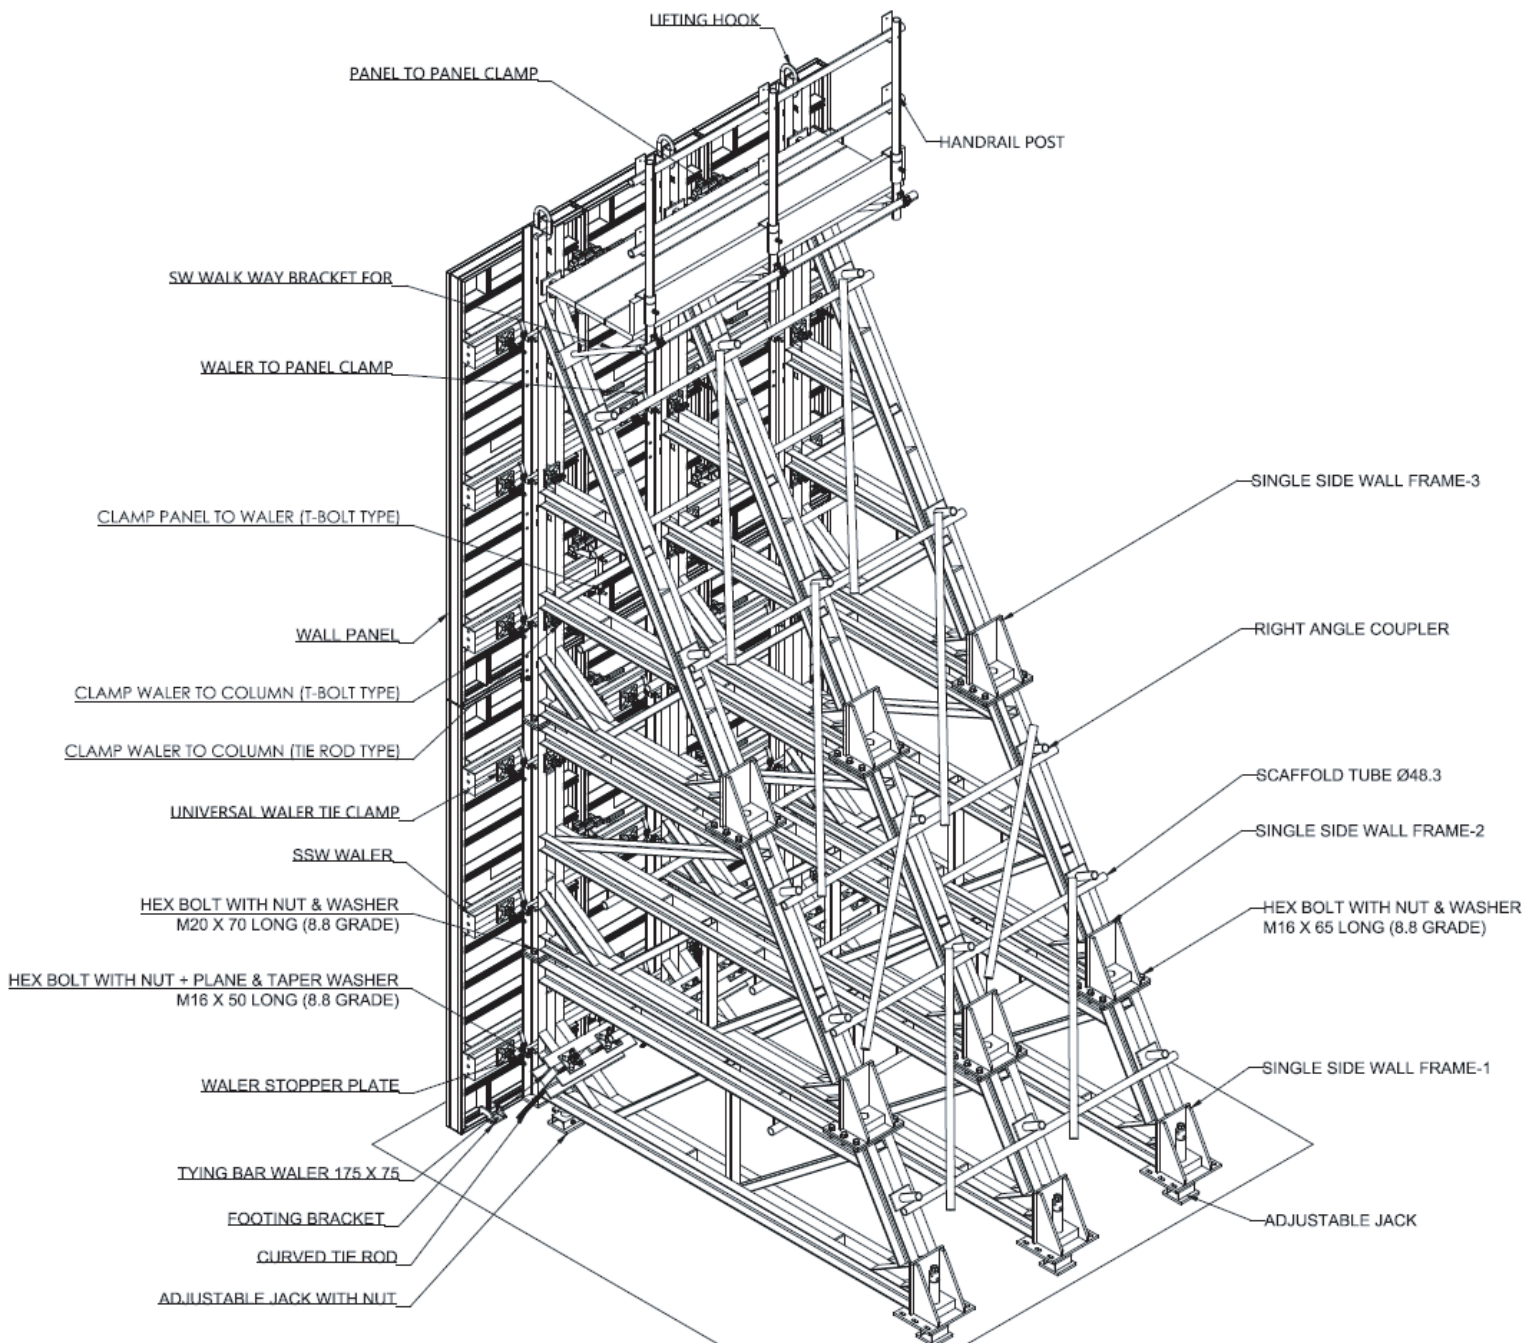 LIFTING HOOK
PANEL TO PANEL CLAMP
HANDRAIL POST
SW WALK WAY BRACKET FOR
WALER TO PANEL CLAMP
SINGLE SIDE WALL FRAME-3
CLAMP PANEL TO WALER (T-BOLT TYPE)
RIGHT ANGLE COUPLER
WALL PANEL
CLAMP WALER TO COLUMN (T-BOLT TYPE)
CLAMP WALER TO COLUMN (TIE ROD TYPE)
SCAFFOLD TUBE Ø48.3
UNIVERSAL WALER TIE CLAMP
SINGLE SIDE WALL FRAME-2
SSW WALER
HEX BOLT WITH NUT & WASHER
M20 X 70 LONG (8.8 GRADE)
HEX BOLT WITH NUT & WASHER
M16 X 65 LONG (8.8 GRADE)
HEX BOLT WITH NUT + PLANE & TAPER WASHER
M16 X 50 LONG (8.8 GRADE)
SINGLE SIDE WALL FRAME-1
WALER STOPPER PLATE
TYING BAR WALER 175 X 75
FOOTING BRACKET
ADJUSTABLE JACK
CURVED TIE ROD
ADJUSTABLE JACK WITH NUT